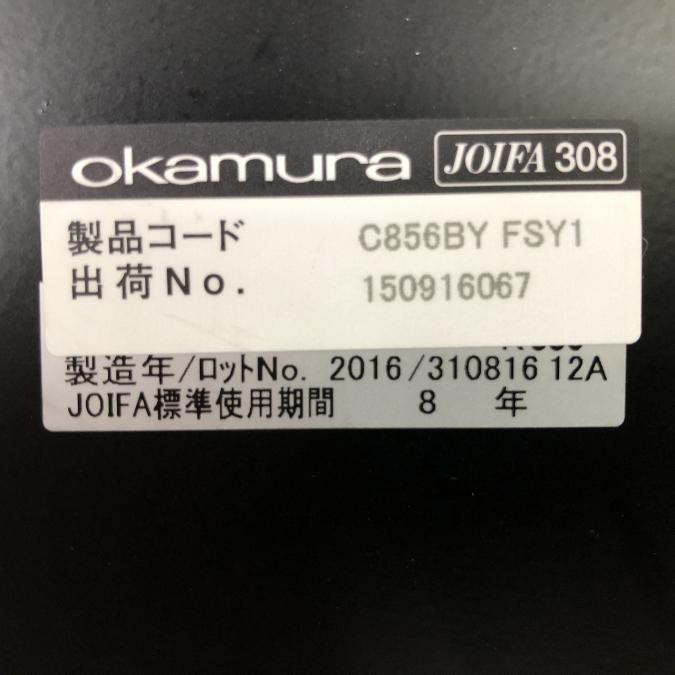 okamura JOIFA 308
製品コード C856BY FSY1
出荷No. 150916067
製造年/ロットNo. 2016/310816 12A
JOIFA標準使用期間 8 年